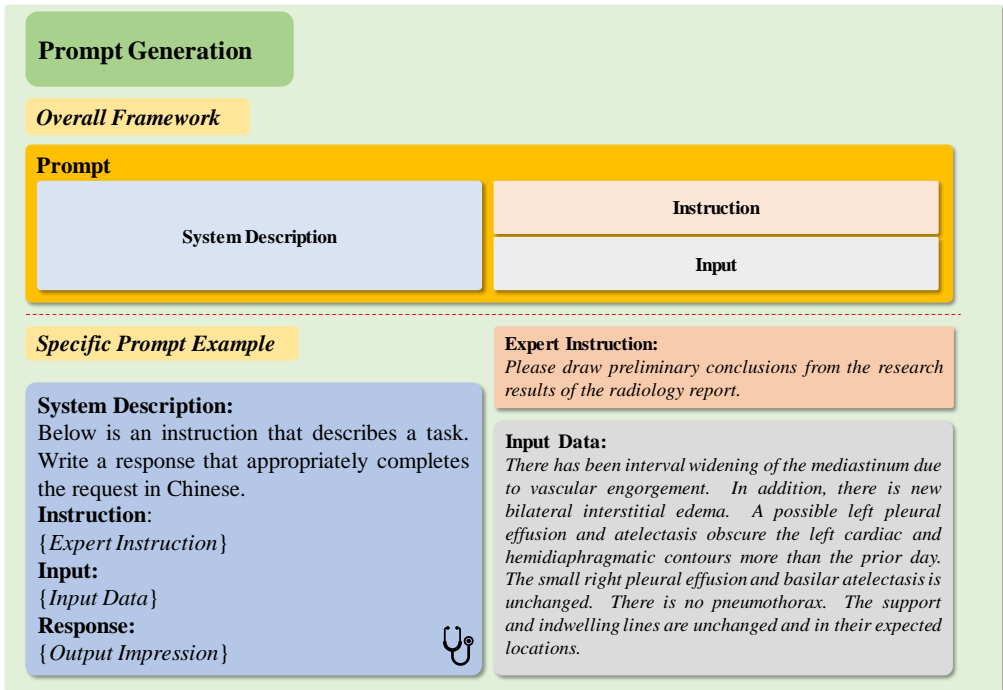 Prompt Generation
Overall Framework
Prompt
System Description
Instruction
Input
Specific Prompt Example
System Description:
Below is an instruction that describes a task.
Write a response that appropriately completes
the request in Chinese.
Instruction:
{Expert Instruction}
Input:
{Input Data}
Response:
{Output Impression}
Expert Instruction:
Please draw preliminary conclusions from the research
results of the radiology report.
Input Data:
There has been interval widening of the mediastinum due
to vascular engorgement. In addition, there is new
bilateral interstitial edema. A possible left pleural
effusion and atelectasis obscure the left cardiac and
hemidiaphragmatic contours more than the prior day.
The small right pleural effusion and basilar atelectasis is
unchanged. There is no pneumothorax. The support
and indwelling lines are unchanged and in their expected
locations.